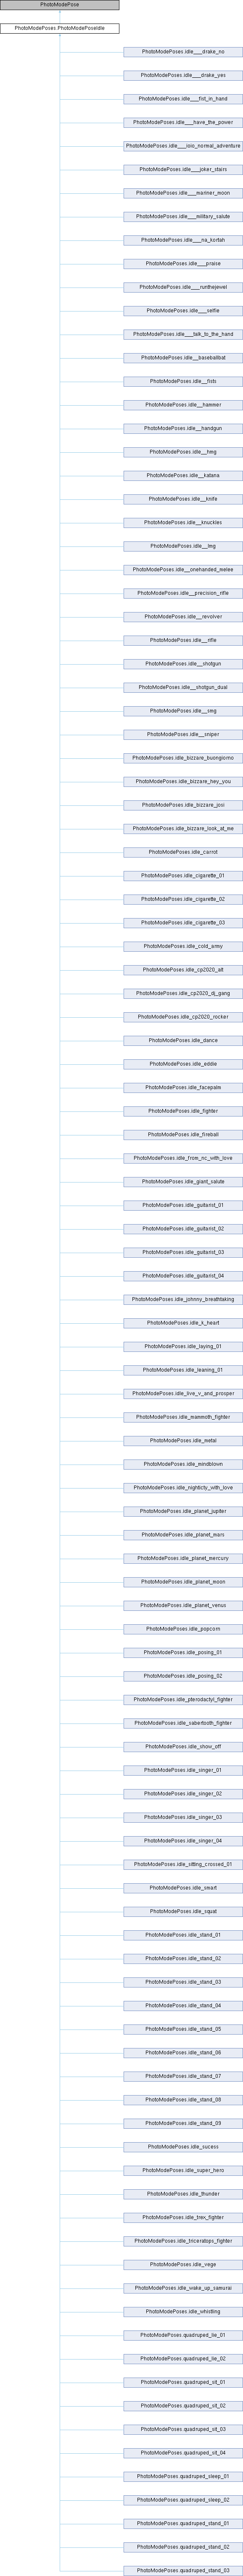 PhotoModePose
PhotoModePoses.PhotoModePoseIdle
PhotoModePoses.idle___drake_no
PhotoModePoses.idle___drake_yes
PhotoModePoses.idle___fist_in_hand
PhotoModePoses.idle___have_the_power
PhotoModePoses.idle___jojo_normal_adventure
PhotoModePoses.idle___joker_stairs
PhotoModePoses.idle___mariner_moon
PhotoModePoses.idle___military_salute
PhotoModePoses.idle___na_kortah
PhotoModePoses.idle___praise
PhotoModePoses.idle___runthejewel
PhotoModePoses.idle___selfie
PhotoModePoses.idle___talk_to_the_hand
PhotoModePoses.idle__baseballbat
PhotoModePoses.idle__fists
PhotoModePoses.idle__hammer
PhotoModePoses.idle__handgun
PhotoModePoses.idle__hmg
PhotoModePoses.idle__katana
PhotoModePoses.idle__knife
PhotoModePoses.idle__knuckles
PhotoModePoses.idle__lmg
PhotoModePoses.idle__onehanded_melee
PhotoModePoses.idle__precision_rifle
PhotoModePoses.idle__revolver
PhotoModePoses.idle__rifle
PhotoModePoses.idle__shotgun
PhotoModePoses.idle__shotgun_dual
PhotoModePoses.idle__smg
PhotoModePoses.idle__sniper
PhotoModePoses.idle_bizzare_buongiorno
PhotoModePoses.idle_bizzare_hey_you
PhotoModePoses.idle_bizzare_josi
PhotoModePoses.idle_bizzare_look_at_me
PhotoModePoses.idle_carrot
PhotoModePoses.idle_cigarette_01
PhotoModePoses.idle_cigarette_02
PhotoModePoses.idle_cigarette_03
PhotoModePoses.idle_cold_army
PhotoModePoses.idle_cp2020_alt
PhotoModePoses.idle_cp2020_dj_gang
PhotoModePoses.idle_cp2020_rocker
PhotoModePoses.idle_dance
PhotoModePoses.idle_eddie
PhotoModePoses.idle_facepalm
PhotoModePoses.idle_fighter
PhotoModePoses.idle_fireball
PhotoModePoses.idle_from_nc_with_love
PhotoModePoses.idle_giant_salute
PhotoModePoses.idle_guitarist_01
PhotoModePoses.idle_guitarist_02
PhotoModePoses.idle_guitarist_03
PhotoModePoses.idle_guitarist_04
PhotoModePoses.idle_johnny_breathtaking
PhotoModePoses.idle_k_heart
PhotoModePoses.idle_laying_01
PhotoModePoses.idle_leaning_01
PhotoModePoses.idle_live_v_and_prosper
PhotoModePoses.idle_mammoth_fighter
PhotoModePoses.idle_metal
PhotoModePoses.idle_mindblown
PhotoModePoses.idle_nighticty_with_love
PhotoModePoses.idle_planet_jupiter
PhotoModePoses.idle_planet_mars
PhotoModePoses.idle_planet_mercury
PhotoModePoses.idle_planet_moon
PhotoModePoses.idle_planet_venus
PhotoModePoses.idle_popcorn
PhotoModePoses.idle_posing_01
PhotoModePoses.idle_posing_02
PhotoModePoses.idle_pterodactyl_fighter
PhotoModePoses.idle_sabertooth_fighter
PhotoModePoses.idle_show_off
PhotoModePoses.idle_singer_01
PhotoModePoses.idle_singer_02
PhotoModePoses.idle_singer_03
PhotoModePoses.idle_singer_04
PhotoModePoses.idle_sitting_crossed_01
PhotoModePoses.idle_smart
PhotoModePoses.idle_squat
PhotoModePoses.idle_stand_01
PhotoModePoses.idle_stand_02
PhotoModePoses.idle_stand_03
PhotoModePoses.idle_stand_04
PhotoModePoses.idle_stand_05
PhotoModePoses.idle_stand_06
PhotoModePoses.idle_stand_07
PhotoModePoses.idle_stand_08
PhotoModePoses.idle_stand_09
PhotoModePoses.idle_sucess
PhotoModePoses.idle_super_hero
PhotoModePoses.idle_thunder
PhotoModePoses.idle_trex_fighter
PhotoModePoses.idle_triceratops_fighter
PhotoModePoses.idle_vege
PhotoModePoses.idle_wake_up_samurai
PhotoModePoses.idle_whistling
PhotoModePoses.quadruped_lie_01
PhotoModePoses.quadruped_lie_02
PhotoModePoses.quadruped_sit_01
PhotoModePoses.quadruped_sit_02
PhotoModePoses.quadruped_sit_03
PhotoModePoses.quadruped_sit_04
PhotoModePoses.quadruped_sleep_01
PhotoModePoses.quadruped_sleep_02
PhotoModePoses.quadruped_stand_01
PhotoModePoses.quadruped_stand_02
PhotoModePoses.quadruped_stand_03